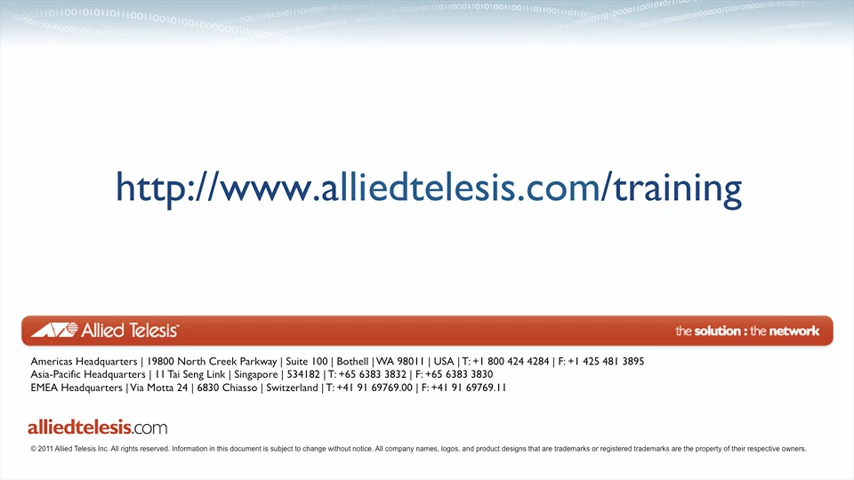 http://www.alliedtelesis.com/training
Allied Telesis™ the solution : the network
Americas Headquarters | 19800 North Creek Parkway | Suite 100 | Bothell | WA 98011 | USA | T: +1 800 424 4284 | F: +1 425 481 3895
Asia-Pacific Headquarters | 11 Tai Seng Link | Singapore | 534182 | T: +65 6383 3832 | F: +65 6383 3830
EMEA Headquarters | Via Motta 24 | 6830 Chiasso | Switzerland | T: +41 91 69769.00 | F: +41 91 69769.11
alliedtelesis.com
© 2011 Allied Telesis Inc. All rights reserved. Information in this document is subject to change without notice. All company names, logos, and product designs that are trademarks or registered trademarks are the property of their respective owners.